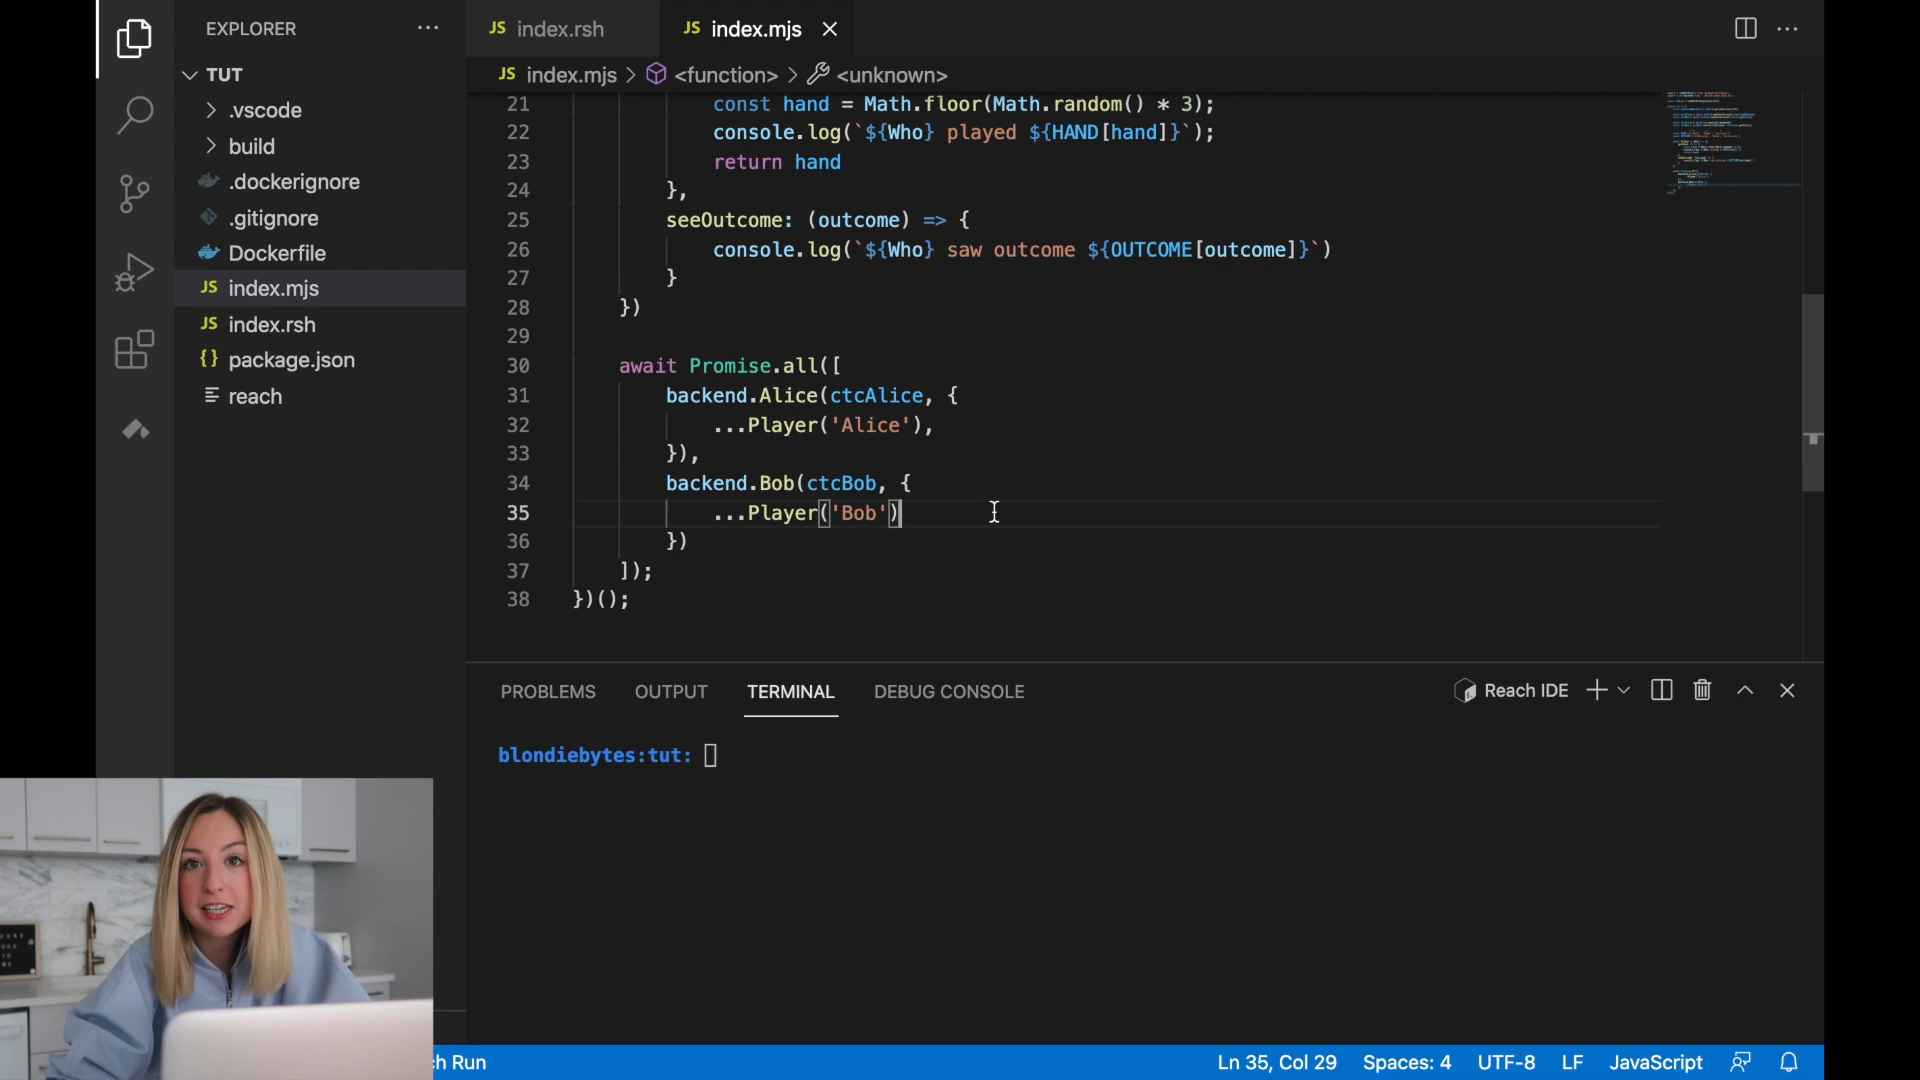 EXPLORER
TUT
.vscode
build
.dockerignore
.gitignore
Dockerfile
JS index.mjs
JS index.rsh
{} package.json
reach
JS index.rsh
JS index.mjs
JS index.mjs > <function> > <unknown>
21 const hand = Math.floor(Math.random() * 3);
22 console.log(`${Who} played ${HAND[hand]}`);
23 return hand
24 },
25 seeOutcome: (outcome) => {
26 console.log(`${Who} saw outcome ${OUTCOME[outcome]}`)
27 }
28 })
29
30 await Promise.all([
31 backend.Alice(ctcAlice, {
32 ...Player('Alice'),
33 }),
34 backend.Bob(ctcBob, {
35 ...Player('Bob')
36 })
37 ]);
38 })();
PROBLEMS OUTPUT TERMINAL DEBUG CONSOLE
Reach IDE
blondiebytes:tut:
ch Run
Ln 35, Col 29 Spaces: 4 UTF-8 LF JavaScript